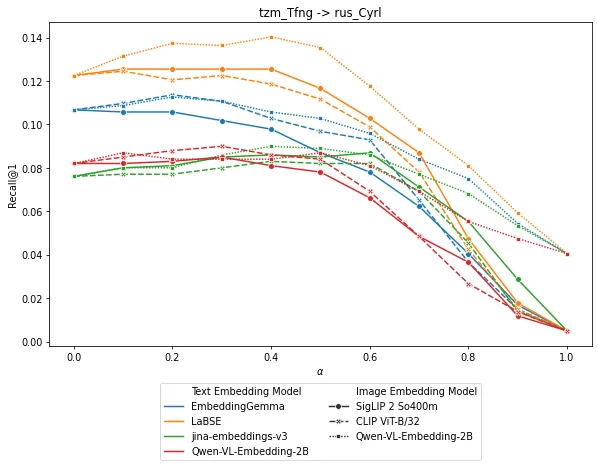 tzm_Tfng -> rus_Cyrl
Recall@1
0.14
0.12
0.10
0.08
0.06
0.04
0.02
0.00
0.0 0.2 0.4 0.6 0.8 1.0
α
Text Embedding Model Image Embedding Model
EmbeddingGemma SigLIP 2 So400m
LaBSE CLIP ViT-B/32
jina-embeddings-v3 Qwen-VL-Embedding-2B
Qwen-VL-Embedding-2B